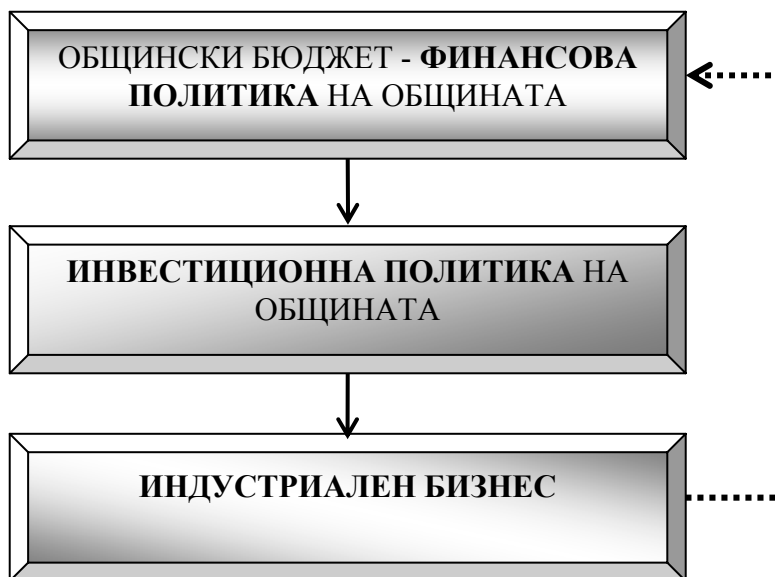 ОБЩИНСКИ БЮДЖЕТ - ФИНАНСОВА
ПОЛИТИКА НА ОБЩИНАТА
ИНВЕСТИЦИОННА ПОЛИТИКА НА
ОБЩИНАТА
ИНДУСТРИАЛЕН БИЗНЕС